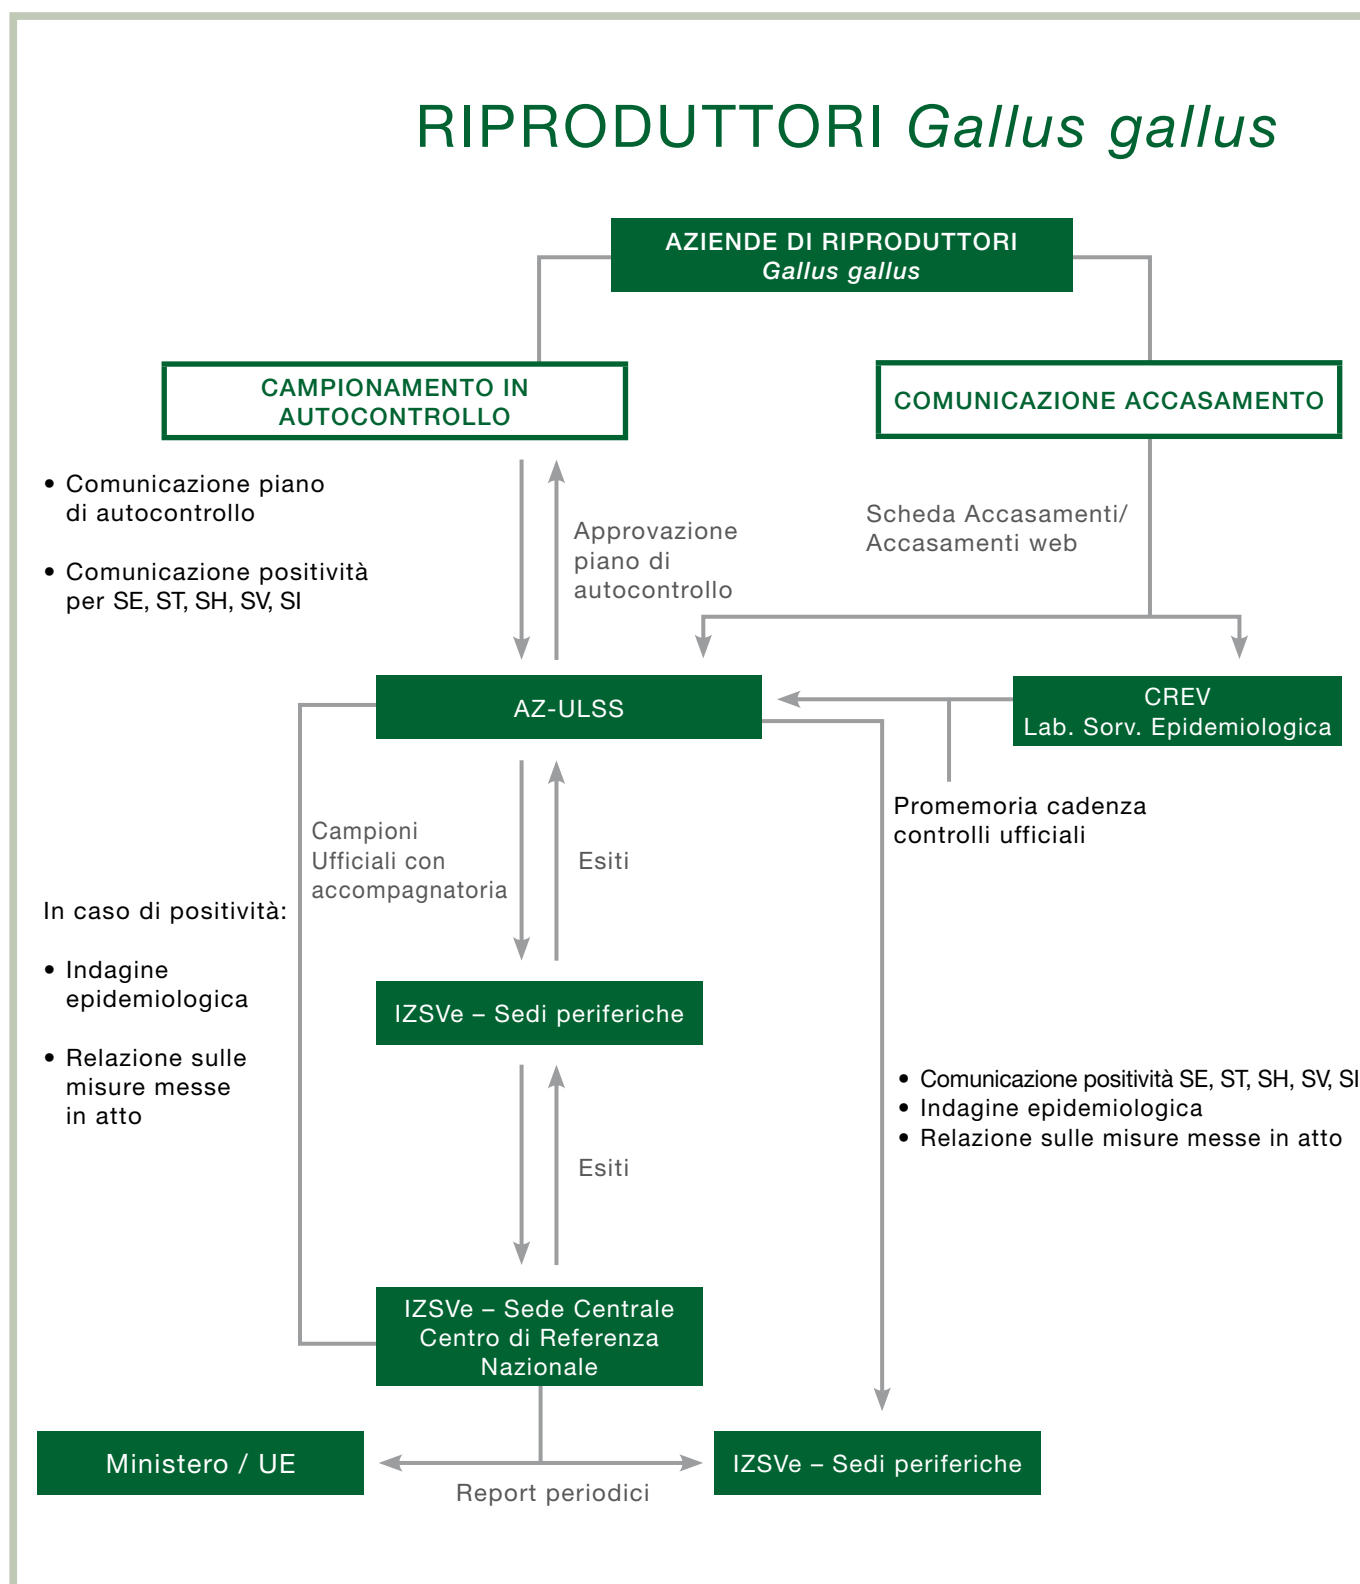 RIPRODUTTORI Gallus gallus
AZIENDE DI RIPRODUTTORI
Gallus gallus
CAMPIONAMENTO IN
AUTOCONTROLLO
COMUNICAZIONE ACCASAMENTO
• Comunicazione piano
di autocontrollo
• Comunicazione positività
per SE, ST, SH, SV, SI
Approvazione
piano di
autocontrollo
Scheda Accasamenti/
Accasamenti web
AZ-ULSS
CREV
Lab. Sorv. Epidemiologica
Promemoria cadenza
controlli ufficiali
Campioni
Ufficiali con
accompagnatoria
Esiti
In caso di positività:
• Indagine
epidemiologica
• Relazione sulle
misure messe
in atto
IZSVe – Sedi periferiche
• Comunicazione positività SE, ST, SH, SV, SI
• Indagine epidemiologica
• Relazione sulle misure messe in atto
Esiti
IZSVe – Sede Centrale
Centro di Referenza
Nazionale
Ministero / UE
Report periodici
IZSVe – Sedi periferiche